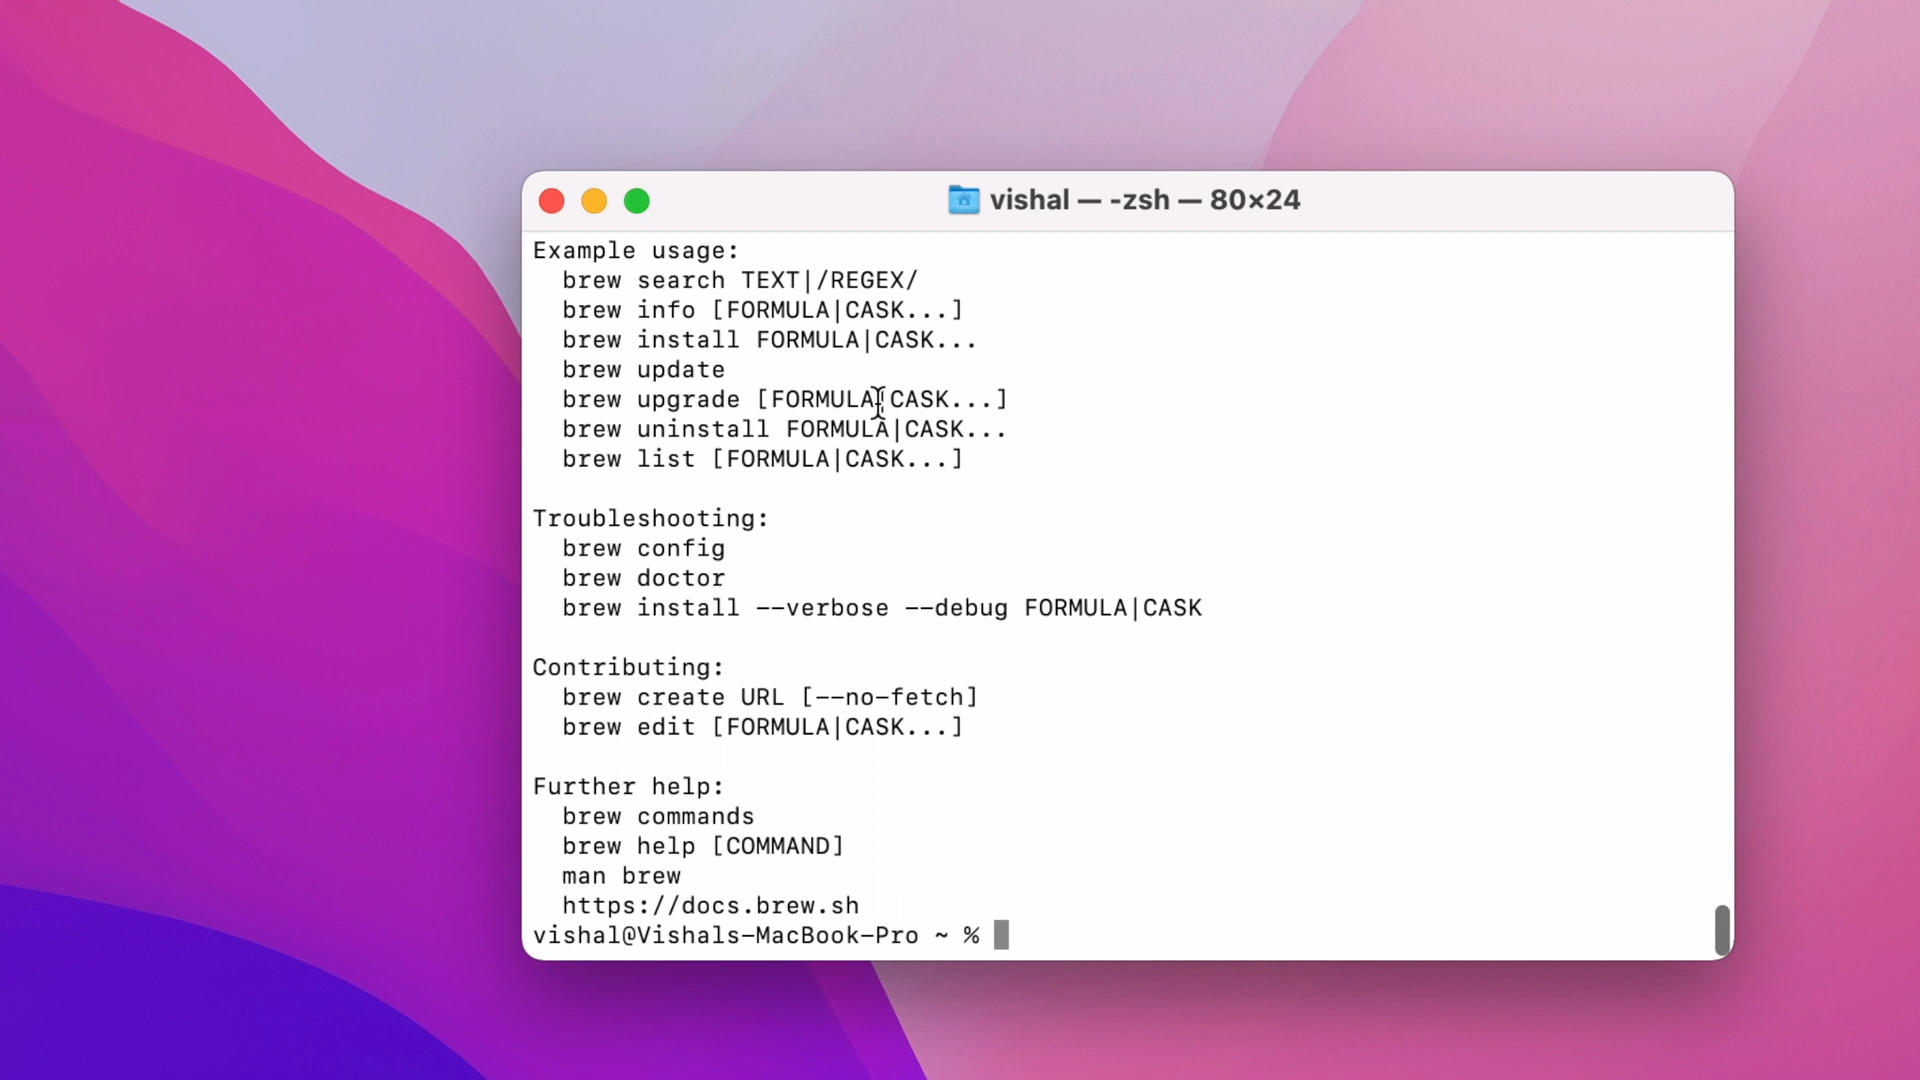 vishal — -zsh — 80×24
Example usage:
  brew search TEXT|/REGEX/
  brew info [FORMULA|CASK...]
  brew install FORMULA|CASK...
  brew update
  brew upgrade [FORMULA|CASK...]
  brew uninstall FORMULA|CASK...
  brew list [FORMULA|CASK...]

Troubleshooting:
  brew config
  brew doctor
  brew install --verbose --debug FORMULA|CASK

Contributing:
  brew create URL [--no-fetch]
  brew edit [FORMULA|CASK...]

Further help:
  brew commands
  brew help [COMMAND]
  man brew
  https://docs.brew.sh
vishal@Vishals-MacBook-Pro ~ %